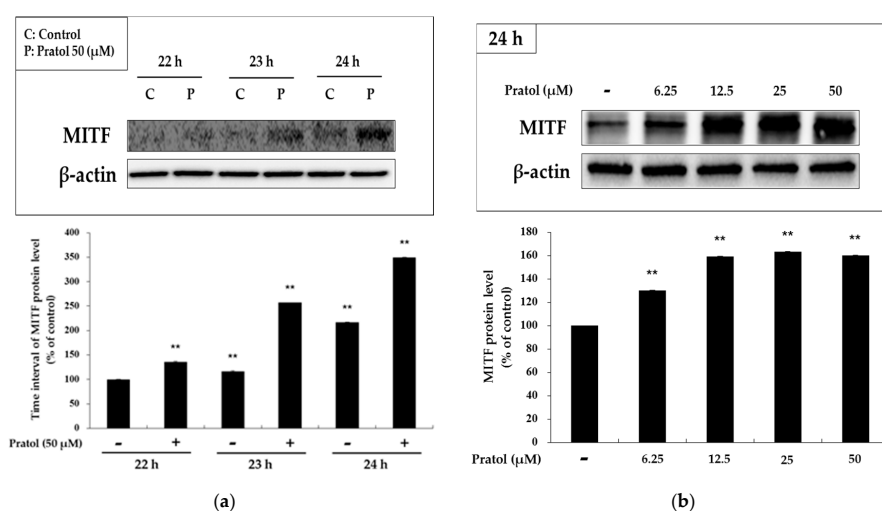 C: Control
P: Pratol 50 (μM)
22 h 23 h 24 h
C P C P C P
MITF
β-actin
Time interval of MITF protein level
(% of control)
400
350
300
250
200
150
100
50
0
** ** ** ** **
Pratol (50 μM) - + - + - +
22 h 23 h 24 h
(a)
24 h
Pratol (μM) - 6.25 12.5 25 50
MITF
β-actin
MITF protein level
(% of control)
180
160
140
120
100
80
60
40
20
0
** ** ** **
Pratol (μM) - 6.25 12.5 25 50
(b)